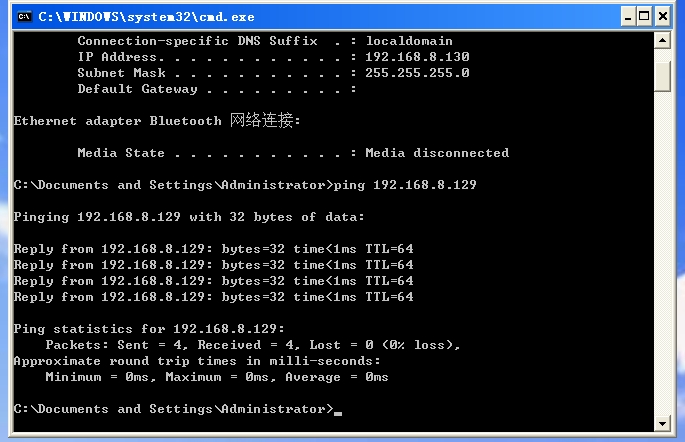 C:\WINDOWS\system32\cmd.exe
Connection-specific DNS Suffix  . : localdomain
IP Address. . . . . . . . . . . . : 192.168.8.130
Subnet Mask . . . . . . . . . . . : 255.255.255.0
Default Gateway . . . . . . . . . :
Ethernet adapter Bluetooth 网络连接:
Media State . . . . . . . . . . . : Media disconnected
C:\Documents and Settings\Administrator>ping 192.168.8.129
Pinging 192.168.8.129 with 32 bytes of data:
Reply from 192.168.8.129: bytes=32 time<1ms TTL=64
Reply from 192.168.8.129: bytes=32 time<1ms TTL=64
Reply from 192.168.8.129: bytes=32 time<1ms TTL=64
Reply from 192.168.8.129: bytes=32 time<1ms TTL=64
Ping statistics for 192.168.8.129:
Packets: Sent = 4, Received = 4, Lost = 0 (0% loss),
Approximate round trip times in milli-seconds:
Minimum = 0ms, Maximum = 0ms, Average = 0ms
C:\Documents and Settings\Administrator>_